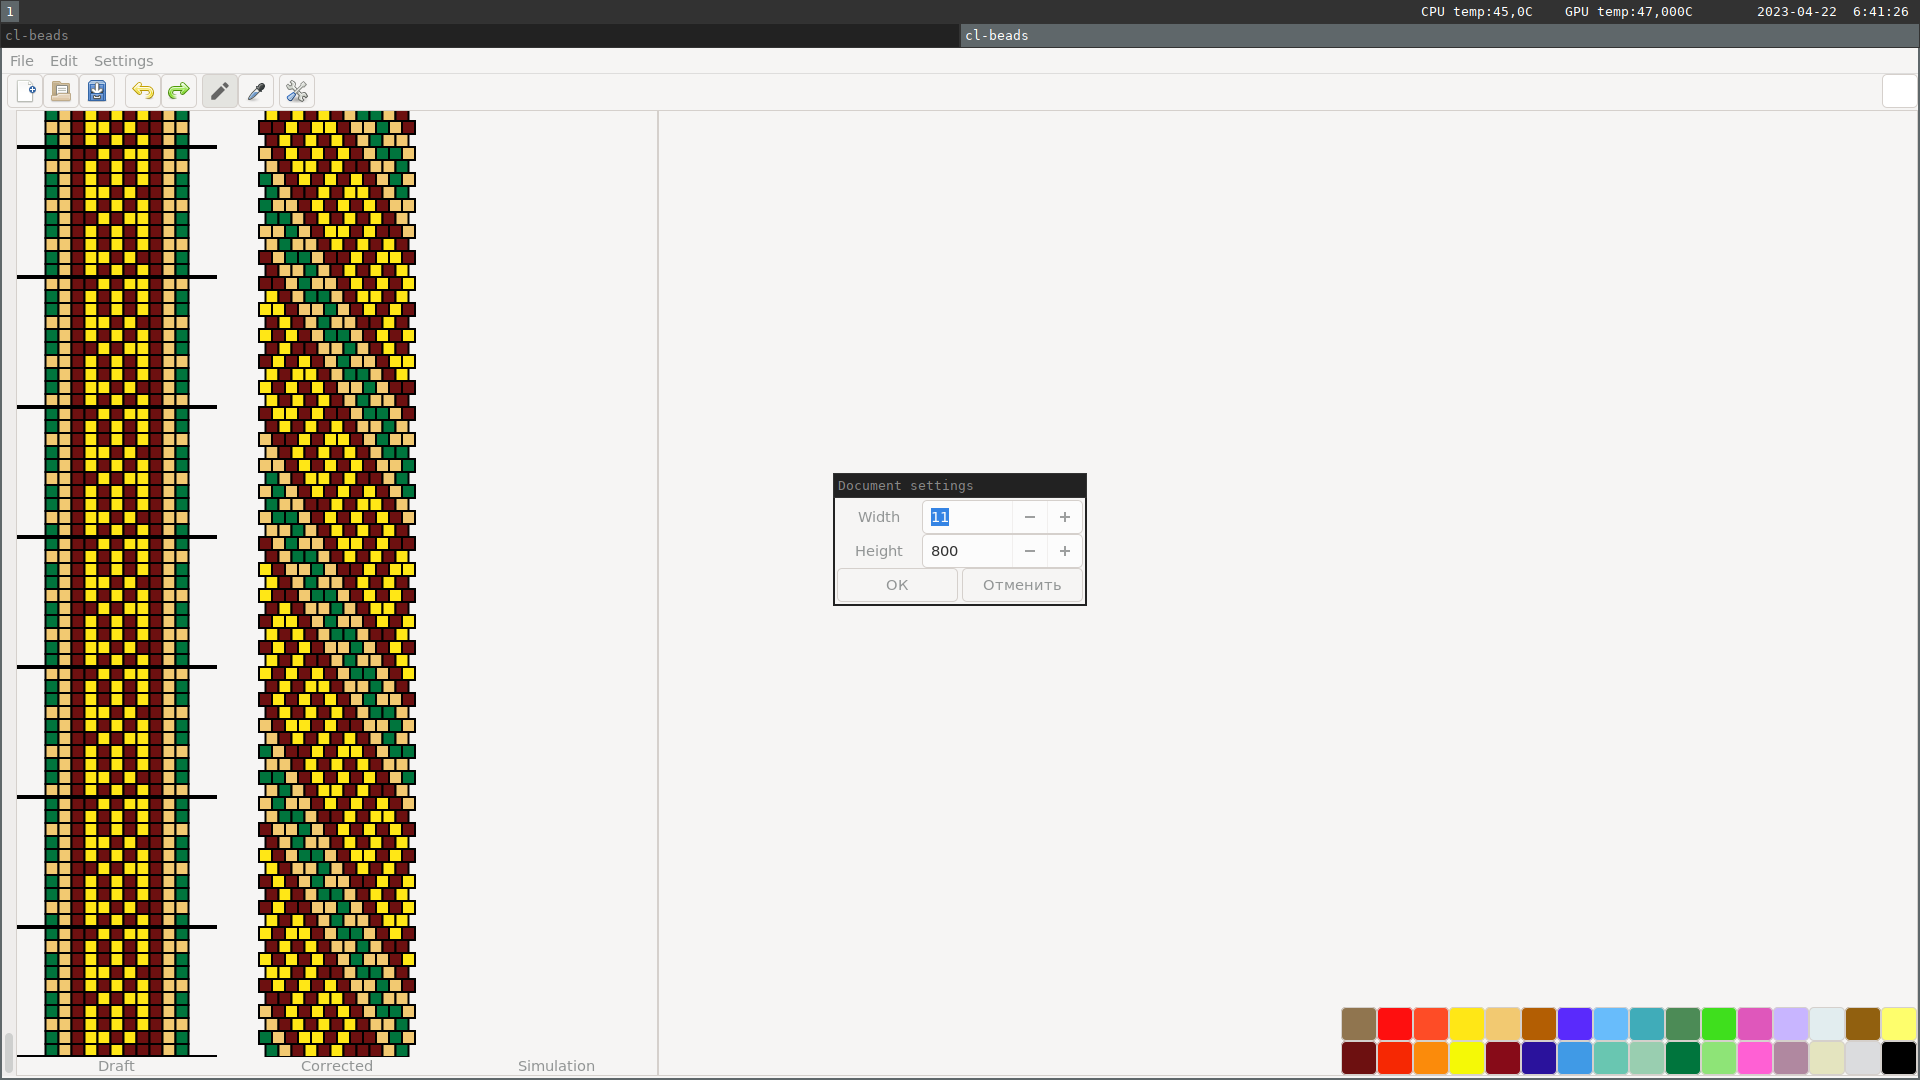 1 CPU temp:45,0C GPU temp:47,000C 2023-04-22 6:41:26
cl-beads cl-beads
File Edit Settings
Document settings
Width 11 − +
Height 800 − +
ОК Отменить
Draft Corrected Simulation